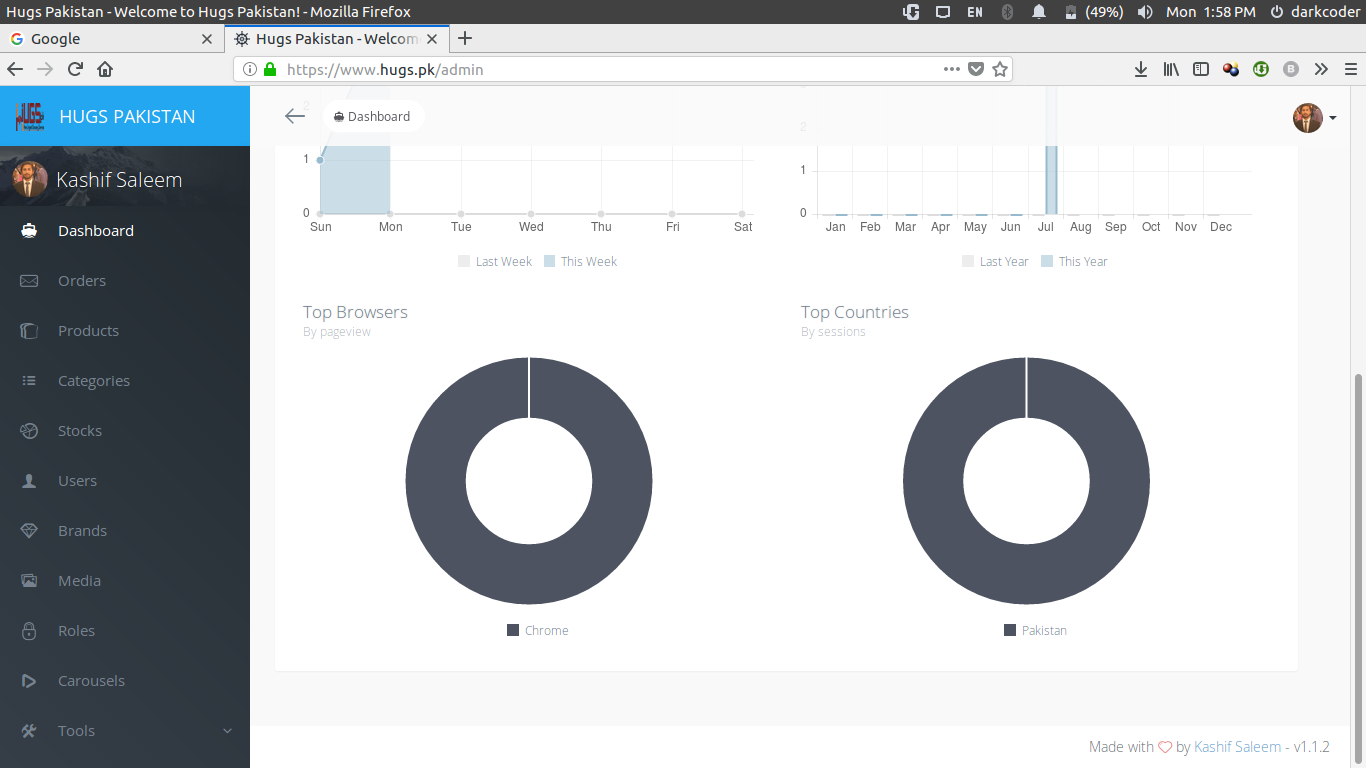 Hugs Pakistan - Welcome to Hugs Pakistan! - Mozilla Firefox
EN (49%) Mon 1:58 PM darkcoder
Google
Hugs Pakistan - Welcom
https://www.hugs.pk/admin
HUGS
HUGS PAKISTAN
Dashboard
Kashif Saleem
Dashboard
Orders
Products
Categories
Stocks
Users
Brands
Media
Roles
Carousels
Tools
2
1
0
Sun Mon Tue Wed Thu Fri Sat
Last Week This Week
2
1
0
Jan Feb Mar Apr May Jun Jul Aug Sep Oct Nov Dec
Last Year This Year
Top Browsers
By pageview
Chrome
Top Countries
By sessions
Pakistan
Made with by Kashif Saleem - v1.1.2